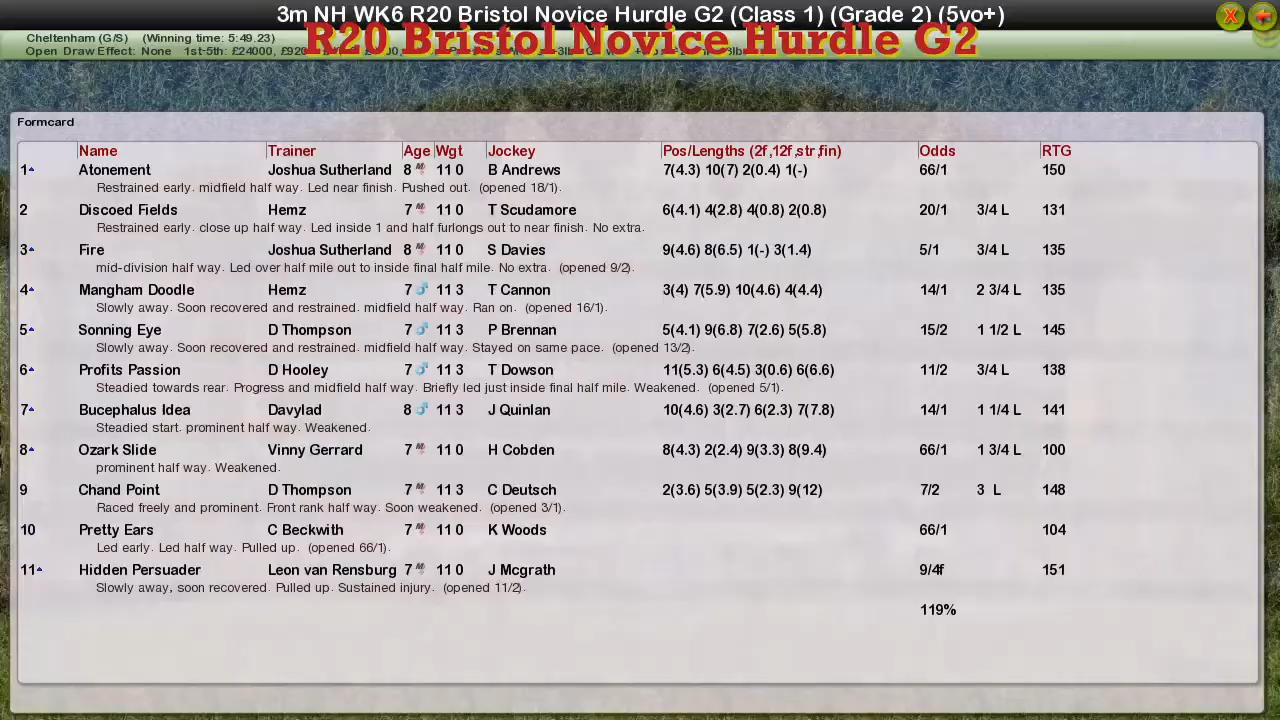 3m NH WK6 R20 Bristol Novice Hurdle G2 (Class 1) (Grade 2) (5vo+)
R20 Bristol Novice Hurdle G2
Cheltenham (G/S) (Winning time: 5:49.23)
Open Draw Effect: None 1st-5th: £24000,
Formcard
Name Trainer Age Wgt Jockey Pos/Lengths (2f,12f,str,fin) Odds RTG
1 Atonement Joshua Sutherland 8 11 0 B Andrews 7(4.3) 10(7) 2(0.4) 1(-) 66/1 150
Restrained early. midfield half way. Led near finish. Pushed out. (opened 18/1).
2 Discoed Fields Hemz 7 11 0 T Scudamore 6(4.1) 4(2.8) 4(0.8) 2(0.8) 20/1 3/4 L 131
Restrained early. close up half way. Led inside 1 and half furlongs out to near finish. No extra.
3 Fire Joshua Sutherland 8 11 0 S Davies 9(4.6) 8(6.5) 1(-) 3(1.4) 5/1 3/4 L 135
mid-division half way. Led over half mile out to inside final half mile. No extra. (opened 9/2).
4 Mangham Doodle Hemz 7 11 3 T Cannon 3(4) 7(5.9) 10(4.6) 4(4.4) 14/1 2 3/4 L 135
Slowly away. Soon recovered and restrained. midfield half way. Ran on. (opened 16/1).
5 Sonning Eye D Thompson 7 11 3 P Brennan 5(4.1) 9(6.8) 7(2.6) 5(5.8) 15/2 1 1/2 L 145
Slowly away. Soon recovered and restrained. midfield half way. Stayed on same pace. (opened 13/2).
6 Profits Passion D Hooley 7 11 3 T Dowson 11(5.3) 6(4.5) 3(0.6) 6(6.6) 11/2 3/4 L 138
Steadied towards rear. Progress and midfield half way. Briefly led just inside final half mile. Weakened. (opened 5/1).
7 Bucephalus Idea Davylad 8 11 3 J Quinlan 10(4.6) 3(2.7) 6(2.3) 7(7.8) 14/1 1 1/4 L 141
Steadied start. prominent half way. Weakened.
8 Ozark Slide Vinny Gerrard 7 11 0 H Cobden 8(4.3) 2(2.4) 9(3.3) 8(9.4) 66/1 1 3/4 L 100
prominent half way. Weakened.
9 Chand Point D Thompson 7 11 3 C Deutsch 2(3.6) 5(3.9) 5(2.3) 9(12) 7/2 3 L 148
Raced freely and prominent. Front rank half way. Soon weakened. (opened 3/1).
10 Pretty Ears C Beckwith 7 11 0 K Woods 66/1 104
Led early. Led half way. Pulled up. (opened 66/1).
11 Hidden Persuader Leon van Rensburg 7 11 0 J Mcgrath 9/4f 151
Slowly away, soon recovered. Pulled up. Sustained injury. (opened 11/2).
119%